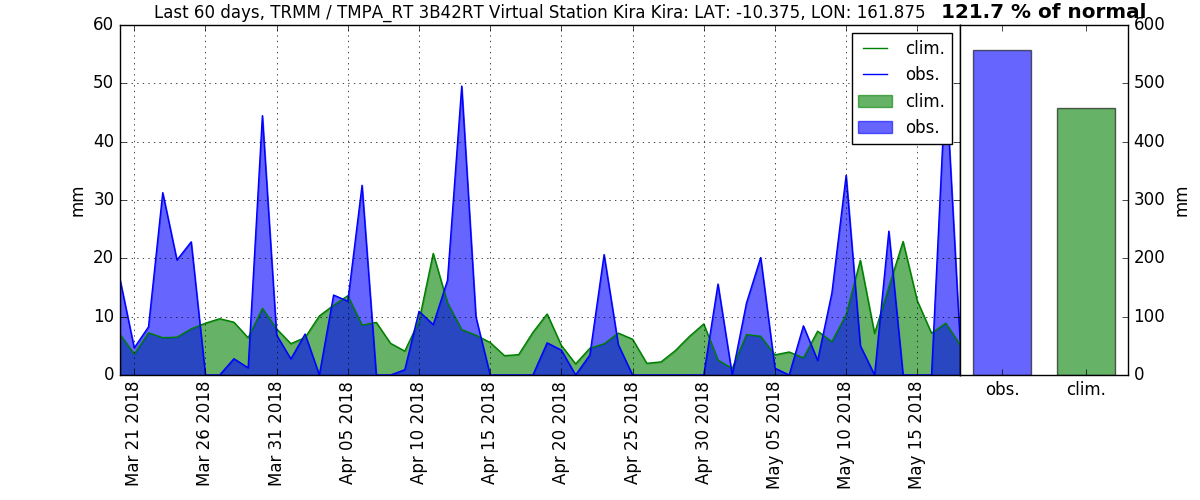 Last 60 days, TRMM / TMPA_RT 3B42RT Virtual Station Kira Kira: LAT: -10.375, LON: 161.875 121.7 % of normal
60
50
40
30
20
10
0
mm
clim.
obs.
clim.
obs.
Mar 21 2018
Mar 26 2018
Mar 31 2018
Apr 05 2018
Apr 10 2018
Apr 15 2018
Apr 20 2018
Apr 25 2018
Apr 30 2018
May 05 2018
May 10 2018
May 15 2018
obs.
clim.
600
500
400
300
200
100
0
mm